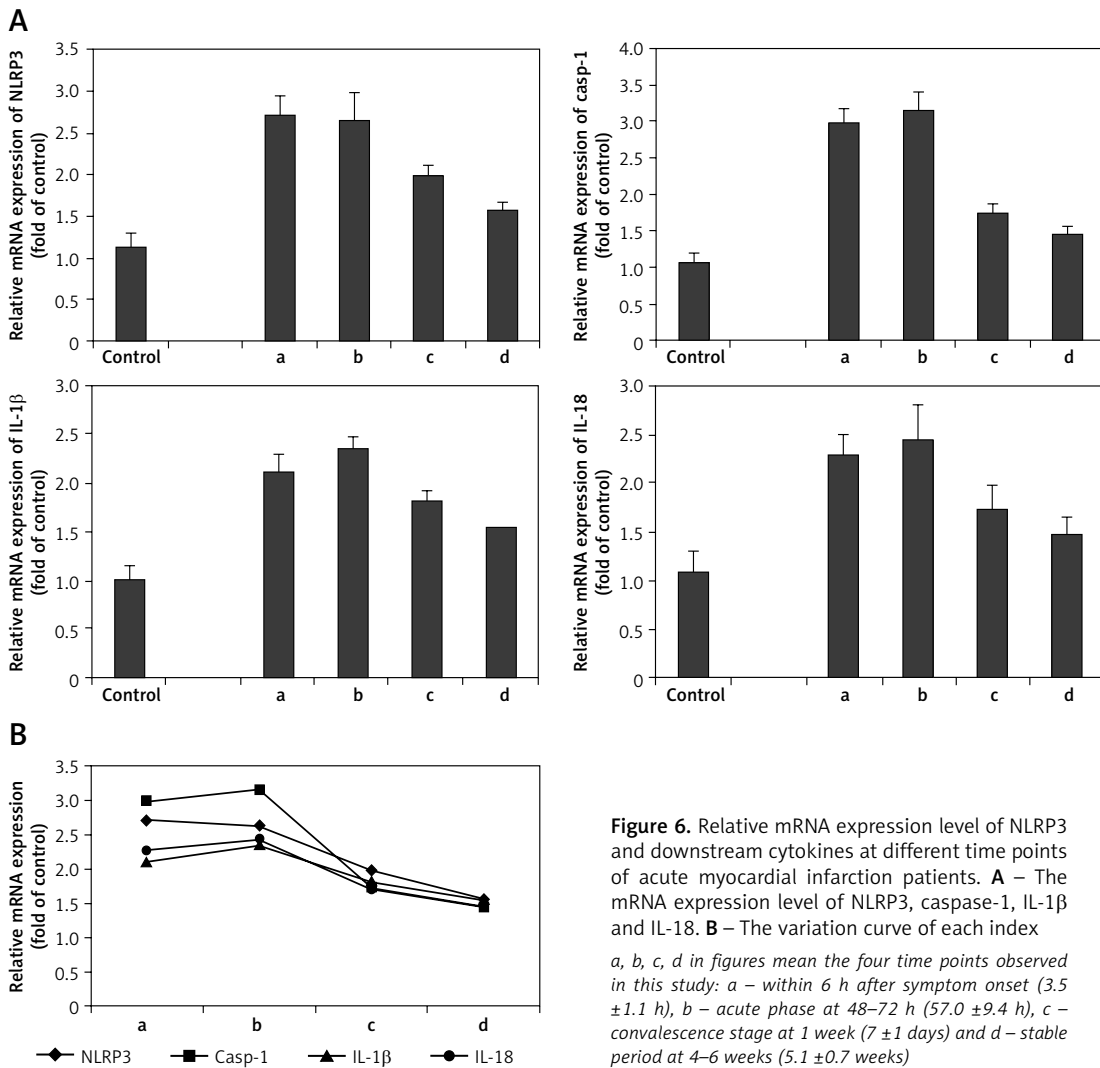 A
Relative mRNA expression of NLRP3
(fold of control)
3.5
3.0
2.5
2.0
1.5
1.0
0.5
0
Control
a
b
c
d
Relative mRNA expression of casp-1
(fold of control)
4.0
3.5
3.0
2.5
2.0
1.5
1.0
0.5
0
Control
a
b
c
d
Relative mRNA expression of IL-1β
(fold of control)
3.0
2.5
2.0
1.5
1.0
0.5
0
Control
a
b
c
d
Relative mRNA expression of IL-18
(fold of control)
3.0
2.5
2.0
1.5
1.0
0.5
0
Control
a
b
c
d
B
Relative mRNA expression
(fold of control)
3.5
3.0
2.5
2.0
1.5
1.0
0.5
0
a
b
c
d
NLRP3
Casp-1
IL-1β
IL-18
Figure 6. Relative mRNA expression level of NLRP3
and downstream cytokines at different time points
of acute myocardial infarction patients. A – The
mRNA expression level of NLRP3, caspase-1, IL-1β
and IL-18. B – The variation curve of each index
a, b, c, d in figures mean the four time points observed
in this study: a – within 6 h after symptom onset (3.5
±1.1 h), b – acute phase at 48–72 h (57.0 ±9.4 h), c –
convalescence stage at 1 week (7 ±1 days) and d – stable
period at 4–6 weeks (5.1 ±0.7 weeks)